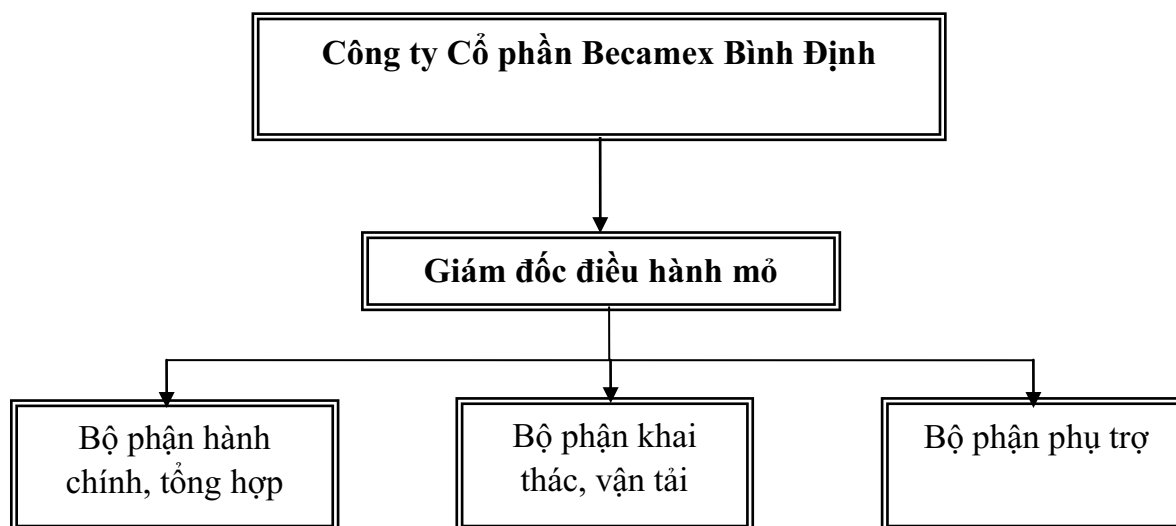 Công ty Cổ phần Becamex Bình Định
Giám đốc điều hành mỏ
Bộ phận hành
chính, tổng hợp
Bộ phận khai
thác, vận tải
Bộ phận phụ trợ